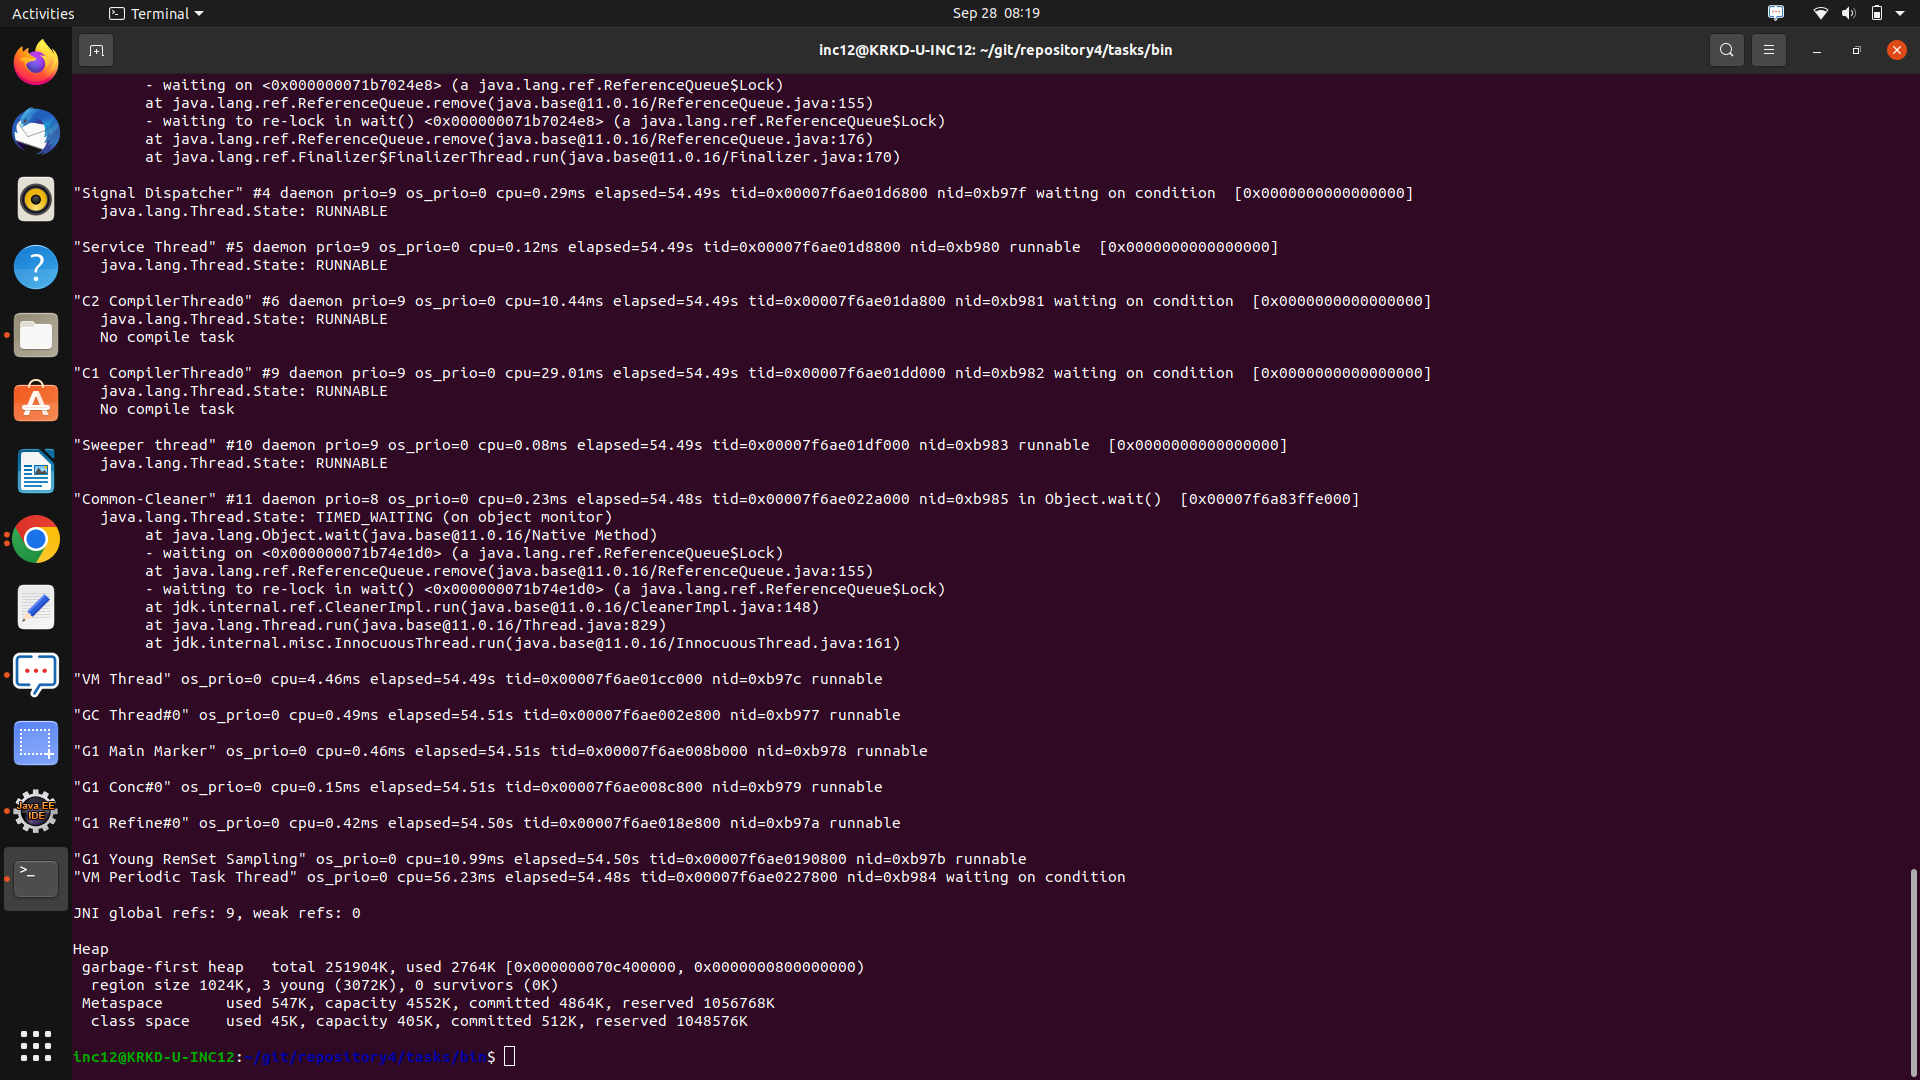 Activities
Terminal
Sep 28 08:19
inc12@KRKD-U-INC12: ~/git/repository4/tasks/bin
- waiting on <0x000000071b7024e8> (a java.lang.ref.ReferenceQueue$Lock)
at java.lang.ref.ReferenceQueue.remove(java.base@11.0.16/ReferenceQueue.java:155)
- waiting to re-lock in wait() <0x000000071b7024e8> (a java.lang.ref.ReferenceQueue$Lock)
at java.lang.ref.ReferenceQueue.remove(java.base@11.0.16/ReferenceQueue.java:176)
at java.lang.ref.Finalizer$FinalizerThread.run(java.base@11.0.16/Finalizer.java:170)
"Signal Dispatcher" #4 daemon prio=9 os_prio=0 cpu=0.29ms elapsed=54.49s tid=0x00007f6ae01d6800 nid=0xb97f waiting on condition  [0x0000000000000000]
java.lang.Thread.State: RUNNABLE
"Service Thread" #5 daemon prio=9 os_prio=0 cpu=0.12ms elapsed=54.49s tid=0x00007f6ae01d8800 nid=0xb980 runnable  [0x0000000000000000]
java.lang.Thread.State: RUNNABLE
"C2 CompilerThread0" #6 daemon prio=9 os_prio=0 cpu=10.44ms elapsed=54.49s tid=0x00007f6ae01da800 nid=0xb981 waiting on condition  [0x0000000000000000]
java.lang.Thread.State: RUNNABLE
No compile task
"C1 CompilerThread0" #9 daemon prio=9 os_prio=0 cpu=29.01ms elapsed=54.49s tid=0x00007f6ae01dd000 nid=0xb982 waiting on condition  [0x0000000000000000]
java.lang.Thread.State: RUNNABLE
No compile task
"Sweeper thread" #10 daemon prio=9 os_prio=0 cpu=0.08ms elapsed=54.49s tid=0x00007f6ae01df000 nid=0xb983 runnable  [0x0000000000000000]
java.lang.Thread.State: RUNNABLE
"Common-Cleaner" #11 daemon prio=8 os_prio=0 cpu=0.23ms elapsed=54.48s tid=0x00007f6ae022a000 nid=0xb985 in Object.wait()  [0x00007f6a83ffe000]
java.lang.Thread.State: TIMED_WAITING (on object monitor)
at java.lang.Object.wait(java.base@11.0.16/Native Method)
- waiting on <0x000000071b74e1d0> (a java.lang.ref.ReferenceQueue$Lock)
at java.lang.ref.ReferenceQueue.remove(java.base@11.0.16/ReferenceQueue.java:155)
- waiting to re-lock in wait() <0x000000071b74e1d0> (a java.lang.ref.ReferenceQueue$Lock)
at jdk.internal.ref.CleanerImpl.run(java.base@11.0.16/CleanerImpl.java:148)
at java.lang.Thread.run(java.base@11.0.16/Thread.java:829)
at jdk.internal.misc.InnocuousThread.run(java.base@11.0.16/InnocuousThread.java:161)
"VM Thread" os_prio=0 cpu=4.46ms elapsed=54.49s tid=0x00007f6ae01cc000 nid=0xb97c runnable
"GC Thread#0" os_prio=0 cpu=0.49ms elapsed=54.51s tid=0x00007f6ae002e800 nid=0xb977 runnable
"G1 Main Marker" os_prio=0 cpu=0.46ms elapsed=54.51s tid=0x00007f6ae008b000 nid=0xb978 runnable
"G1 Conc#0" os_prio=0 cpu=0.15ms elapsed=54.51s tid=0x00007f6ae008c800 nid=0xb979 runnable
"G1 Refine#0" os_prio=0 cpu=0.42ms elapsed=54.50s tid=0x00007f6ae018e800 nid=0xb97a runnable
"G1 Young RemSet Sampling" os_prio=0 cpu=10.99ms elapsed=54.50s tid=0x00007f6ae0190800 nid=0xb97b runnable
"VM Periodic Task Thread" os_prio=0 cpu=56.23ms elapsed=54.48s tid=0x00007f6ae0227800 nid=0xb984 waiting on condition
JNI global refs: 9, weak refs: 0
Heap
garbage-first heap   total 251904K, used 2764K [0x000000070c400000, 0x0000000800000000)
region size 1024K, 3 young (3072K), 0 survivors (0K)
Metaspace       used 547K, capacity 4552K, committed 4864K, reserved 1056768K
class space    used 45K, capacity 405K, committed 512K, reserved 1048576K
inc12@KRKD-U-INC12:~/git/repository4/tasks/bin$
Java EE
IDE